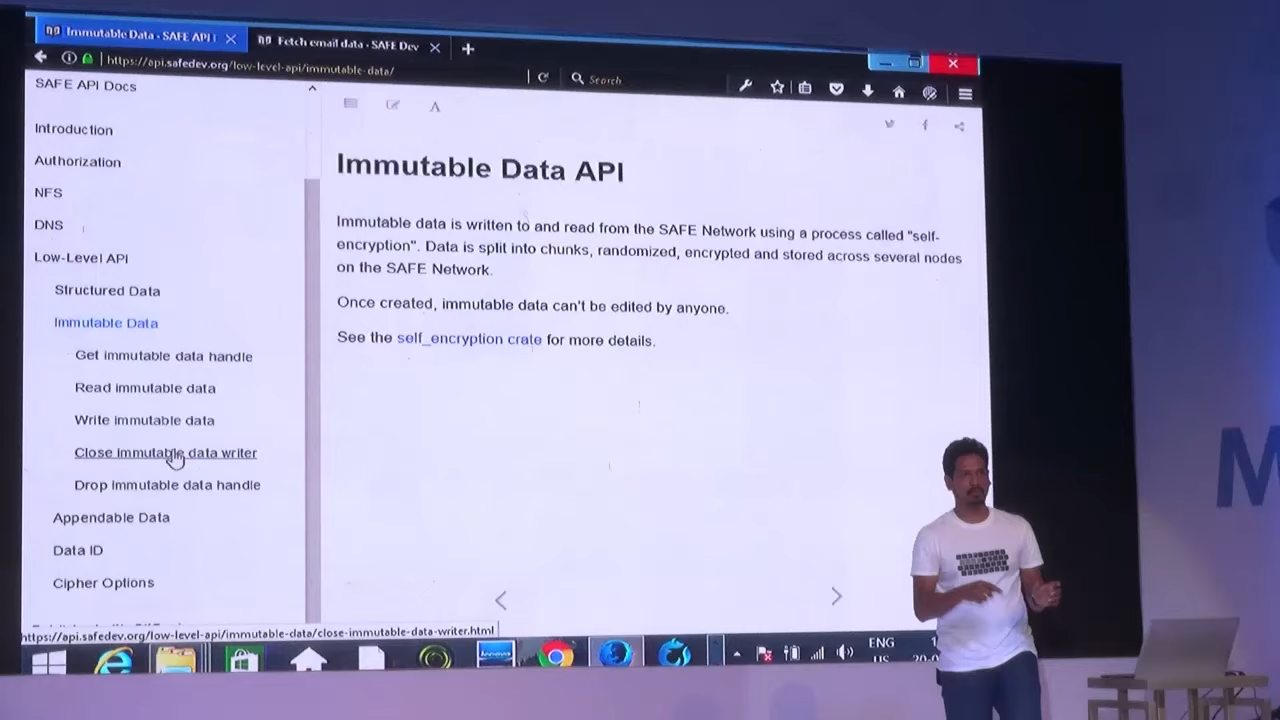 Immutable Data - SAFE API
Fetch email data - SAFE Dev
https://api.safedev.org/low-level-api/immutable-data/
Search
SAFE API Docs
Introduction
Authorization
NFS
DNS
Low-Level API
Structured Data
Immutable Data
Get immutable data handle
Read immutable data
Write immutable data
Close immutable data writer
Drop immutable data handle
Appendable Data
Data ID
Cipher Options
A
Immutable Data API
Immutable data is written to and read from the SAFE Network using a process called "self-
encryption". Data is split into chunks, randomized, encrypted and stored across several nodes
on the SAFE Network.
Once created, immutable data can't be edited by anyone.
See the self_encryption crate for more details.
https://api.safedev.org/low-level-api/immutable-data/close-immutable-data-writer.html
ENG
US
M